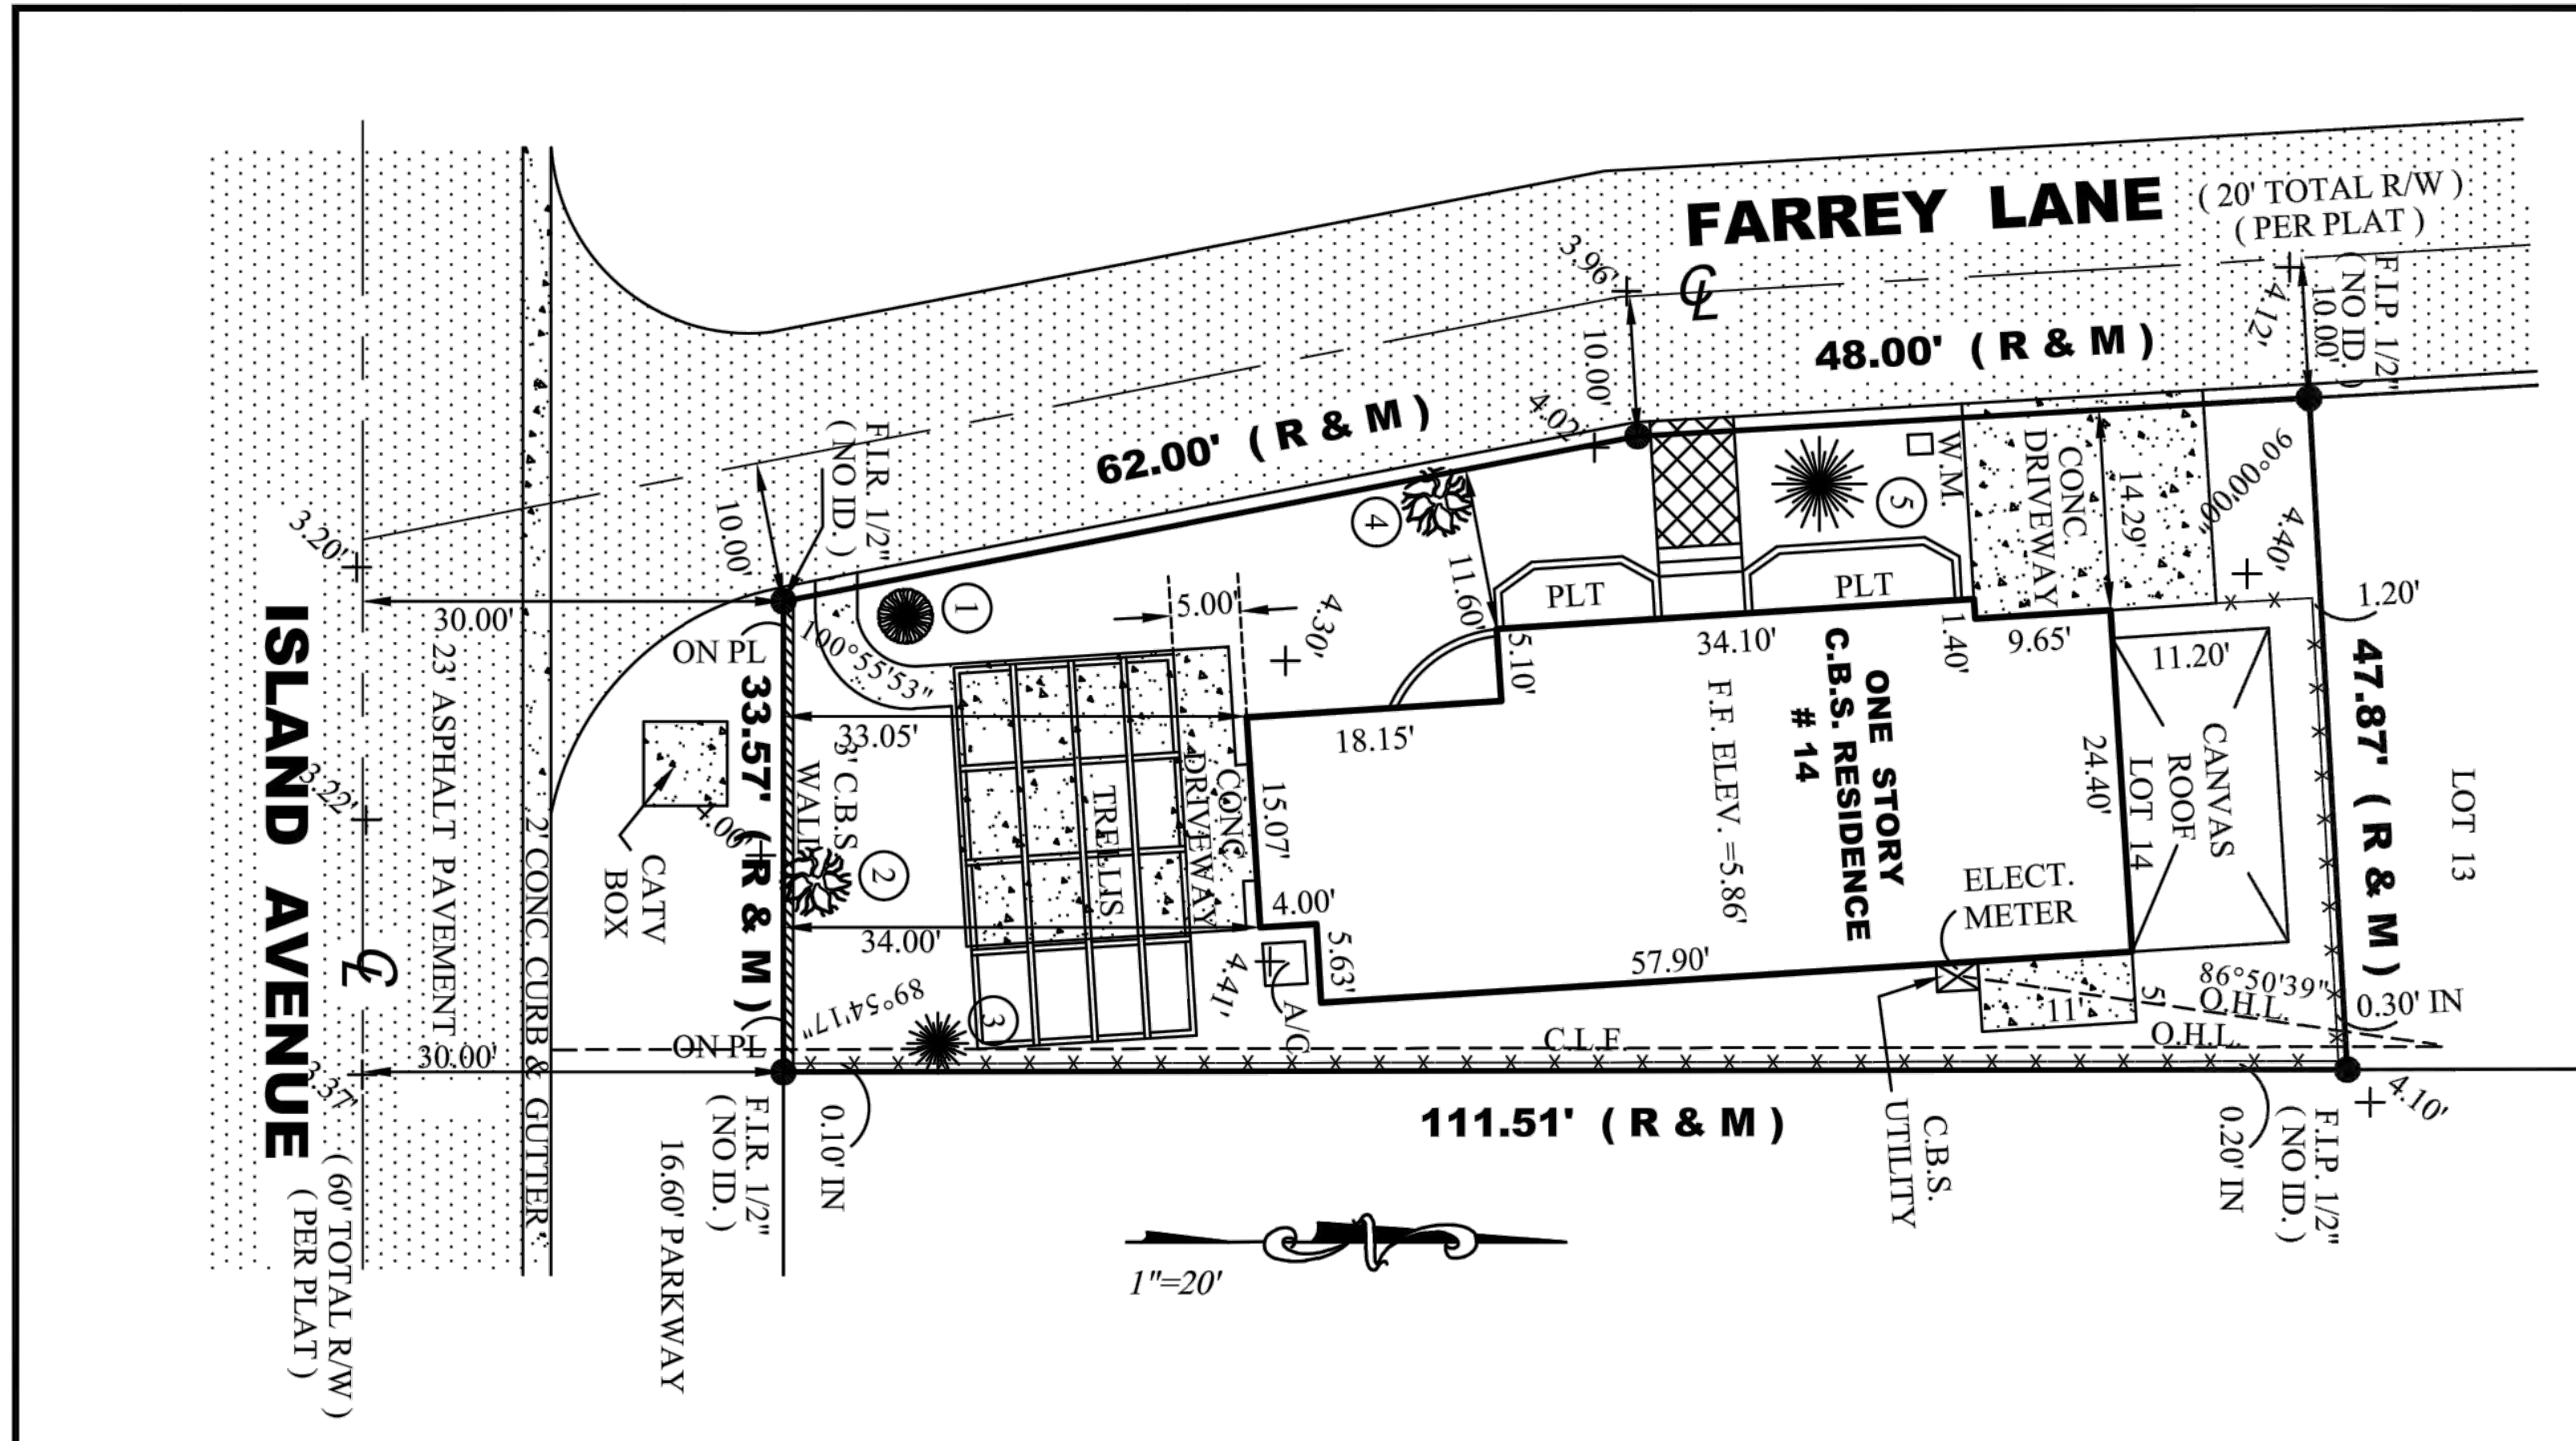 FARREY LANE
( 20' TOTAL R/W )
( PER PLAT )
3.96'
℄
10.00'
48.00' ( R & M )
4.12'
10.00'
F.I.P. 1/2"
( NO ID. )
4.02'
62.00' ( R & M )
F.I.R. 1/2"
( NO ID. )
10.00'
3.20'
30.00'
ISLAND AVENUE
( 60' TOTAL R/W )
( PER PLAT )
℄
3.22'
3.37'
23' ASPHALT PAVEMENT
2' CONC. CURB & GUTTER
30.00'
ON PL
33.57' ( R & M )
ON PL
CATV
BOX
4.00'
3' C.B.S
WALL
100°55'53"
89°54'17"
1
2
3
4
5
5.00'
4.30'
33.05'
34.00'
TRELLIS
CONC
DRIVEWAY
11.60'
PLT
PLT
W.M.
CONC.
DRIVEWAY
14.29'
90°00'00"
4.40'
1.20'
5.10'
34.10'
1.40'
9.65'
11.20'
18.15'
15.07'
4.00'
5.63'
57.90'
24.40'
ONE STORY
C.B.S. RESIDENCE
# 14
F.F. ELEV. =5.86'
LOT 14
CANVAS
ROOF
47.87' ( R & M )
LOT 13
ELECT.
METER
4.41'
A/C
11'
5'
86°50'39"
O.H.L.
O.H.L.
0.30' IN
C.L.F.
111.51' ( R & M )
C.B.S.
UTILITY
0.20' IN
F.I.P. 1/2"
( NO ID. )
4.10'
0.10' IN
F.I.R. 1/2"
( NO ID. )
16.60' PARKWAY
1"=20'